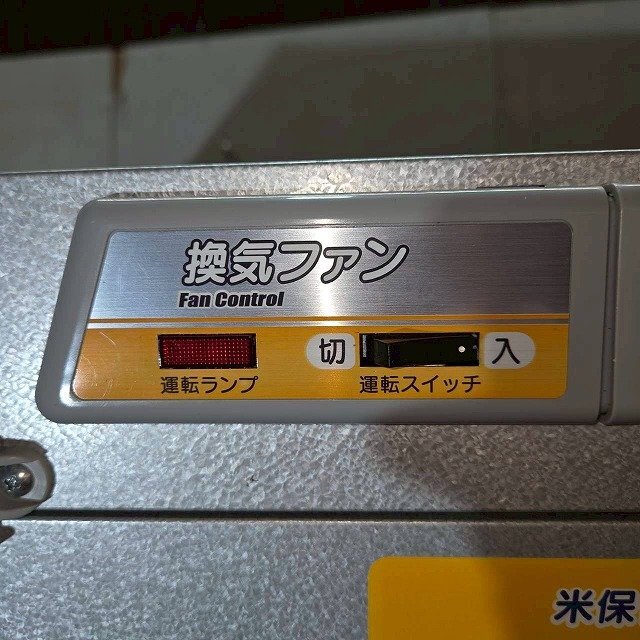 換気ファン
Fan Control
切 入
運転ランプ 運転スイッチ
米保